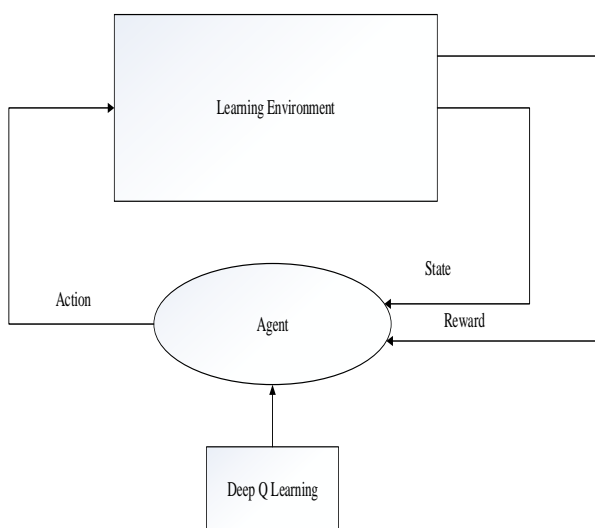 Learning Environment
State
Action
Reward
Agent
Deep Q Learning